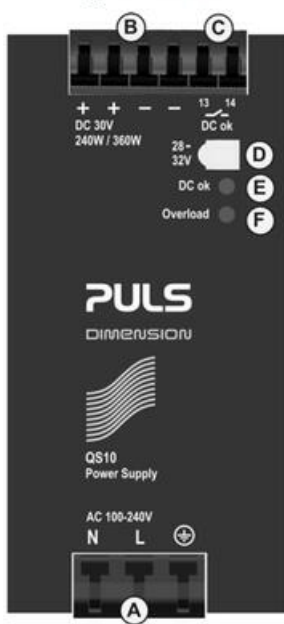 B C
+ + – – 13 14
DC 30V DC ok
240W / 360W
28–
32V D
DC ok E
Overload F
PULS
DIMENSION
QS10
Power Supply
AC 100-240V
N L
A